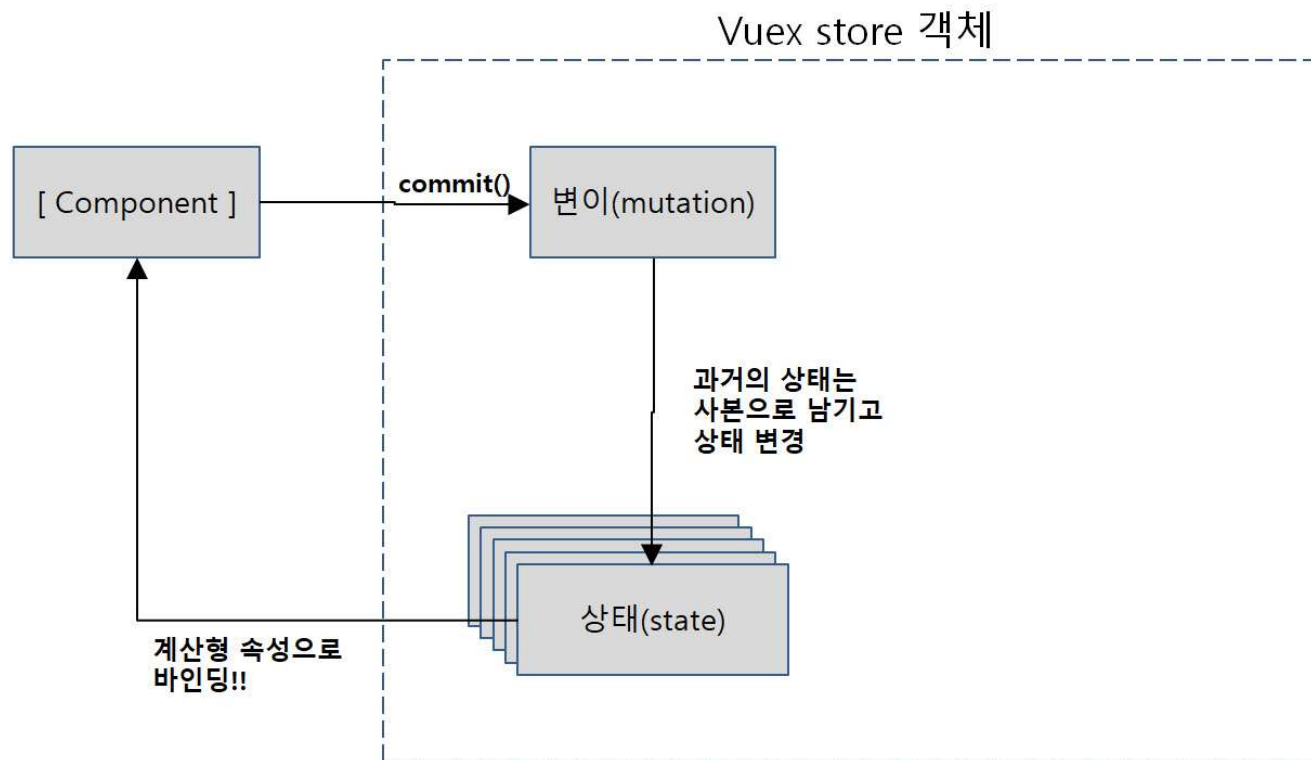 Vuex store 객체
[ Component ]
commit()
변이(mutation)
과거의 상태는
사본으로 남기고
상태 변경
상태(state)
계산형 속성으로
바인딩!!